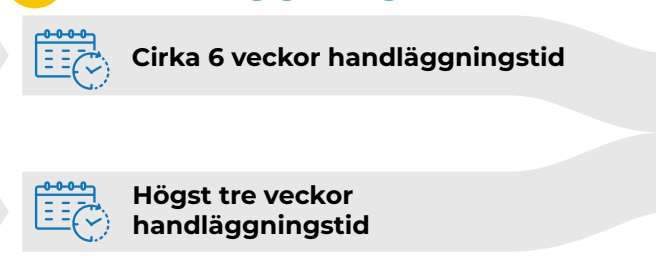 Cirka 6 veckor handläggningstid
Högst tre veckor
handläggningstid